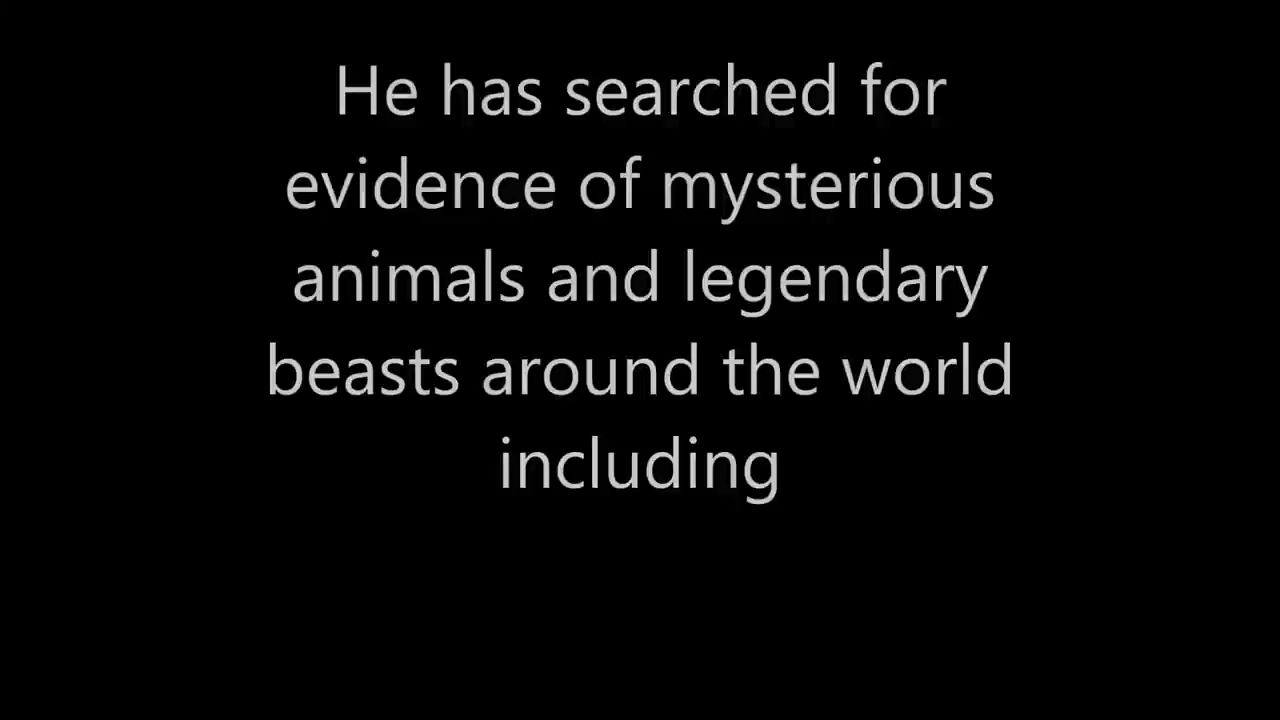 He has searched for
evidence of mysterious
animals and legendary
beasts around the world
including